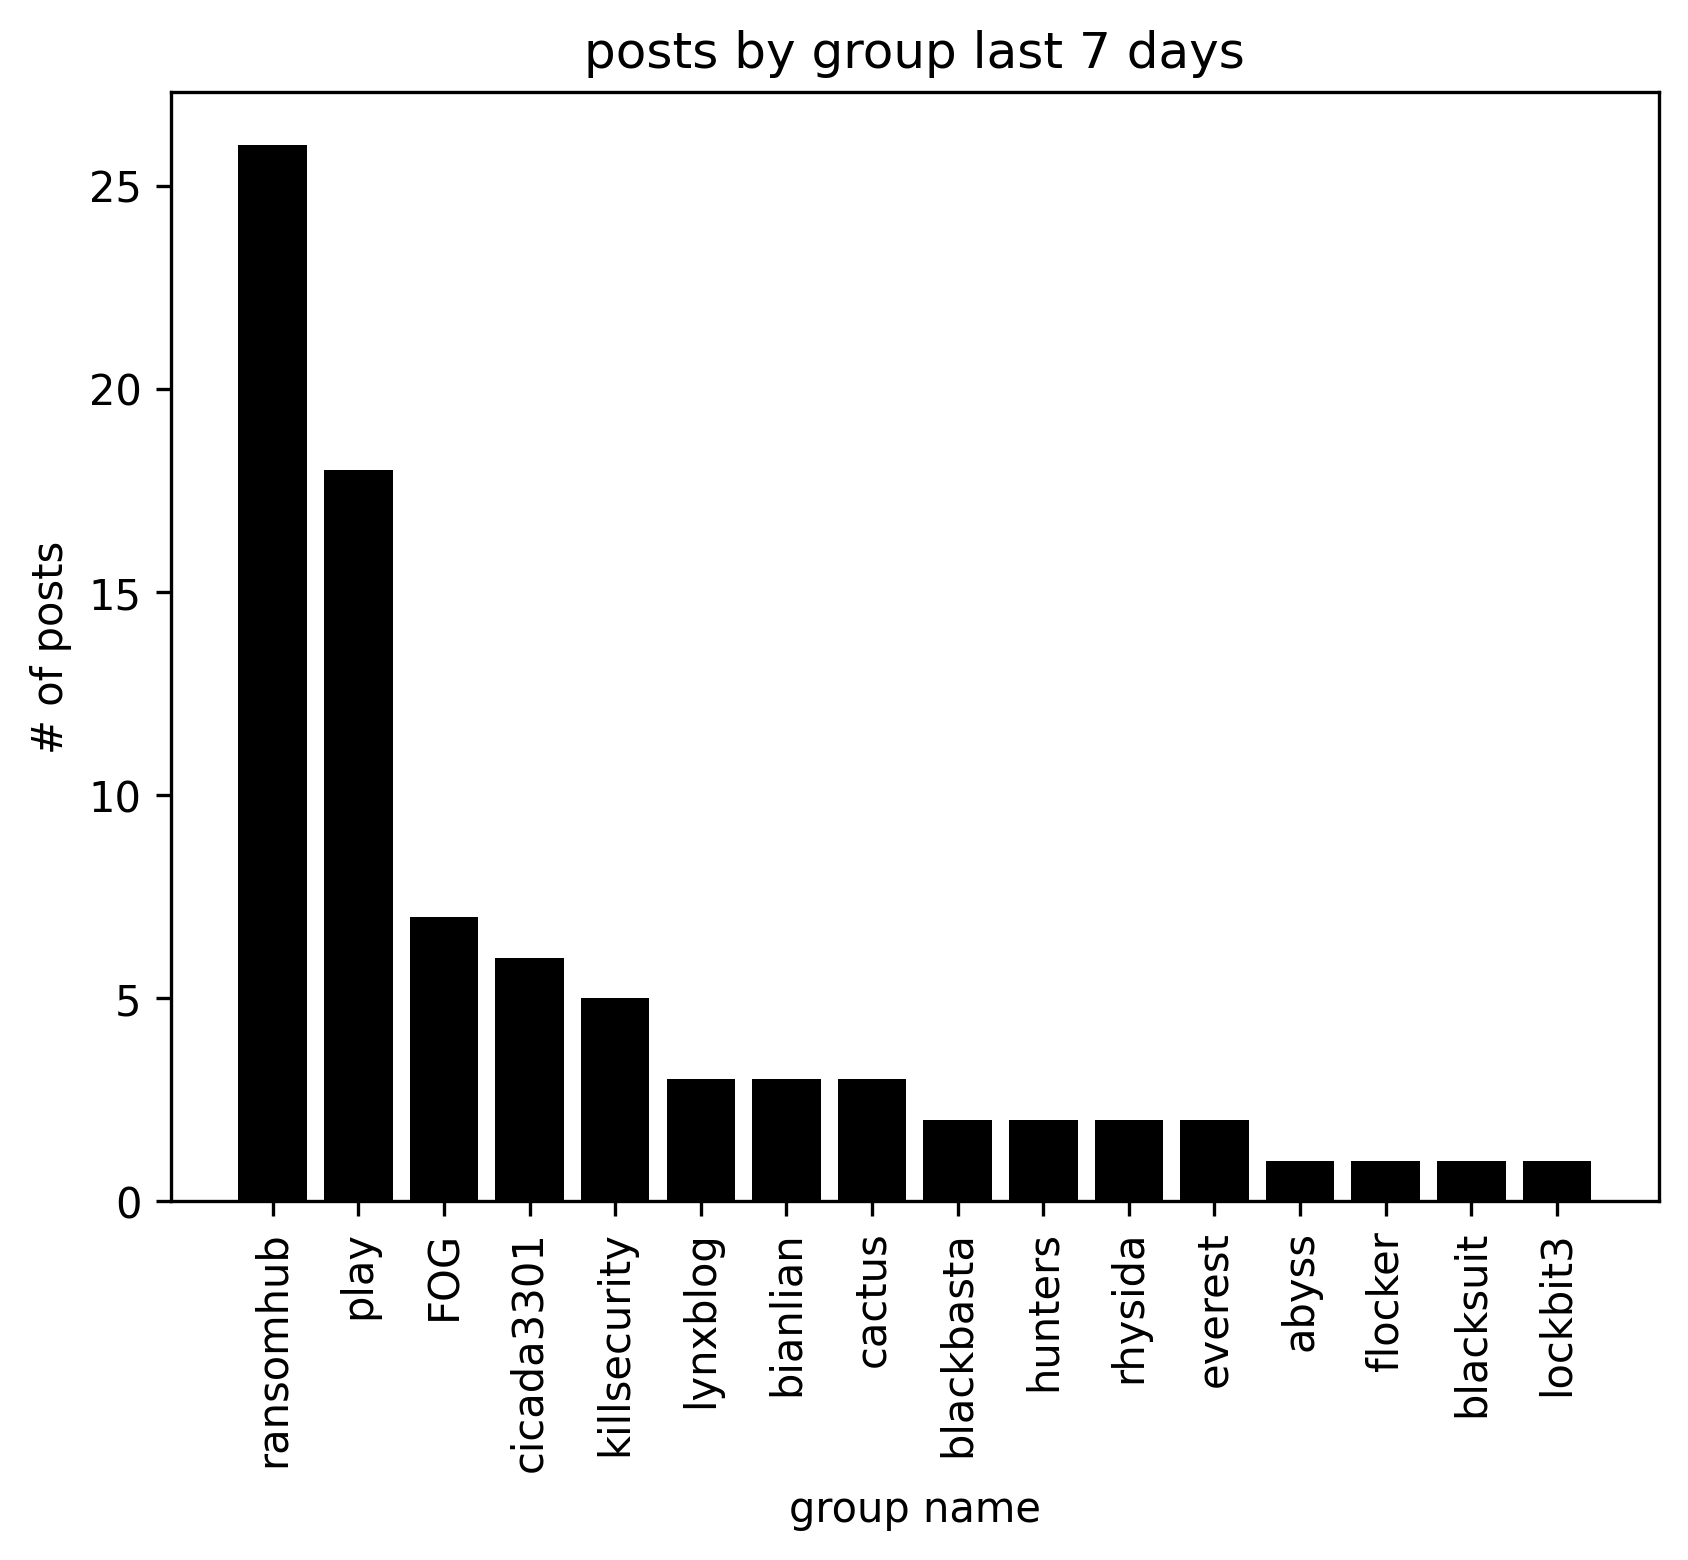 posts by group last 7 days
# of posts
25
20
15
10
5
0
ransomhub
play
FOG
cicada3301
killsecurity
lynxblog
bianlian
cactus
blackbasta
hunters
rhysida
everest
abyss
flocker
blacksuit
lockbit3
group name